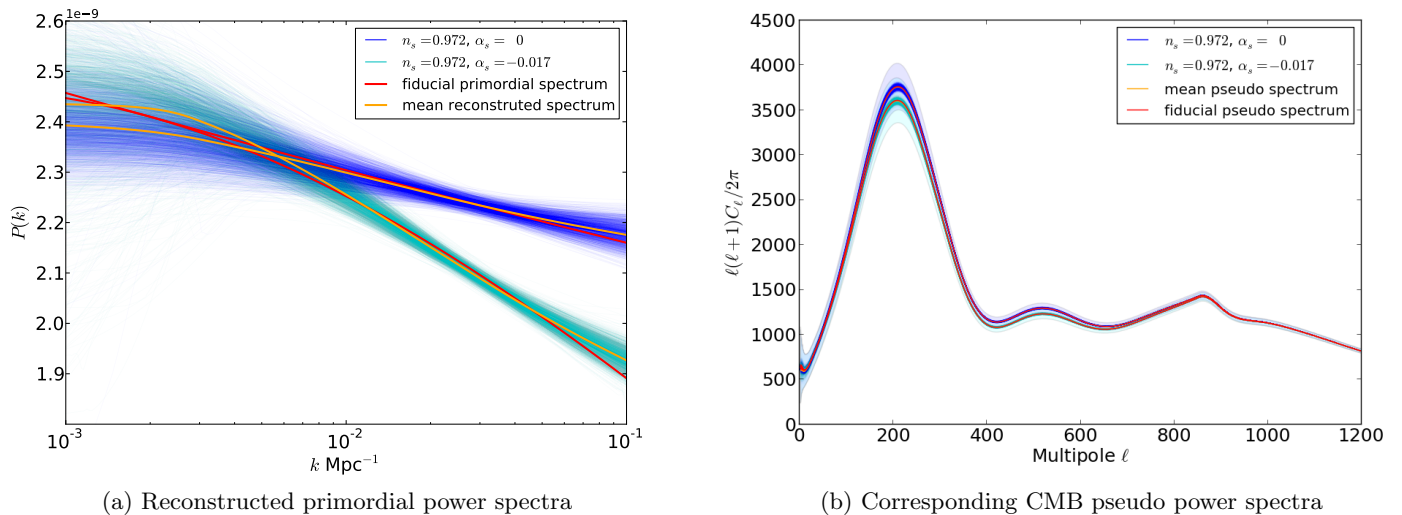 1e−9
2.6
2.5
2.4
2.3
2.2
2.1
2.0
1.9
P(k)
n_s =0.972, α_s = 0
n_s =0.972, α_s =−0.017
fiducial primordial spectrum
mean reconstruted spectrum
10^-3
10^-2
10^-1
k Mpc^−1
(a) Reconstructed primordial power spectra
4500
4000
3500
3000
2500
2000
1500
1000
500
0
ℓ(ℓ+1)C_ℓ/2π
n_s =0.972, α_s = 0
n_s =0.972, α_s =−0.017
mean pseudo spectrum
fiducial pseudo spectrum
0 200 400 600 800 1000 1200
Multipole ℓ
(b) Corresponding CMB pseudo power spectra